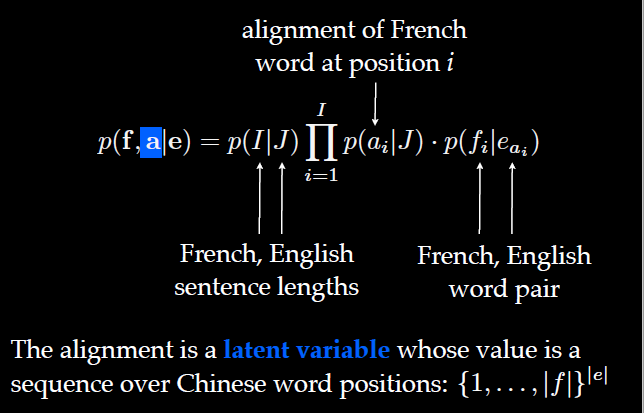 alignment of French
word at position i
p(f, a|e) = p(I|J) ∏_{i=1}^{I} p(a_i|J) · p(f_i|e_{a_i})
French, English
sentence lengths
French, English
word pair
The alignment is a latent variable whose value is a
sequence over Chinese word positions: {1, . . . , |f|}^{|e|}